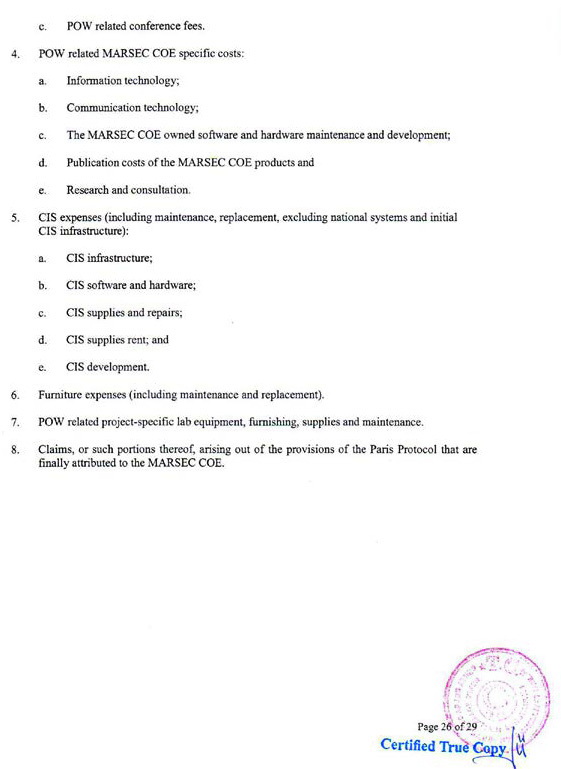 c. POW related conference fees.
4. POW related MARSEC COE specific costs:
a. Information technology;
b. Communication technology;
c. The MARSEC COE owned software and hardware maintenance and development;
d. Publication costs of the MARSEC COE products and
e. Research and consultation.
5. CIS expenses (including maintenance, replacement, excluding national systems and initial
CIS infrastructure):
a. CIS infrastructure;
b. CIS software and hardware;
c. CIS supplies and repairs;
d. CIS supplies rent; and
e. CIS development.
6. Furniture expenses (including maintenance and replacement).
7. POW related project-specific lab equipment, furnishing, supplies and maintenance.
8. Claims, or such portions thereof, arising out of the provisions of the Paris Protocol that are
finally attributed to the MARSEC COE.
Page 26 of 29
Certified True Copy